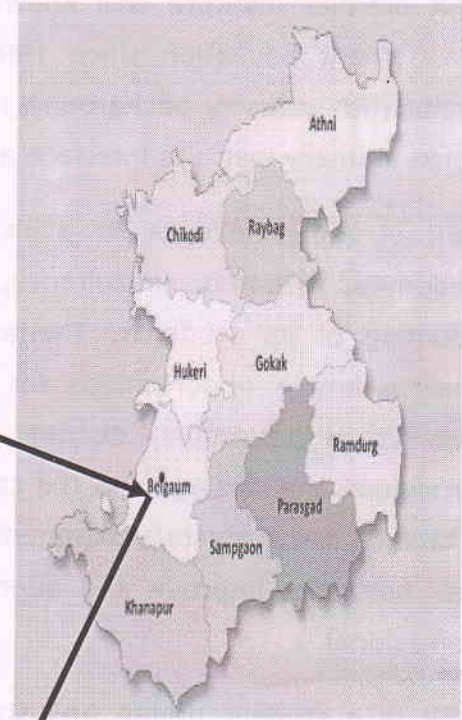 Athni
Chikodi
Raybag
Hukeri
Gokak
Ramdurg
Belgaum
Parasgad
Sampgaon
Khanapur